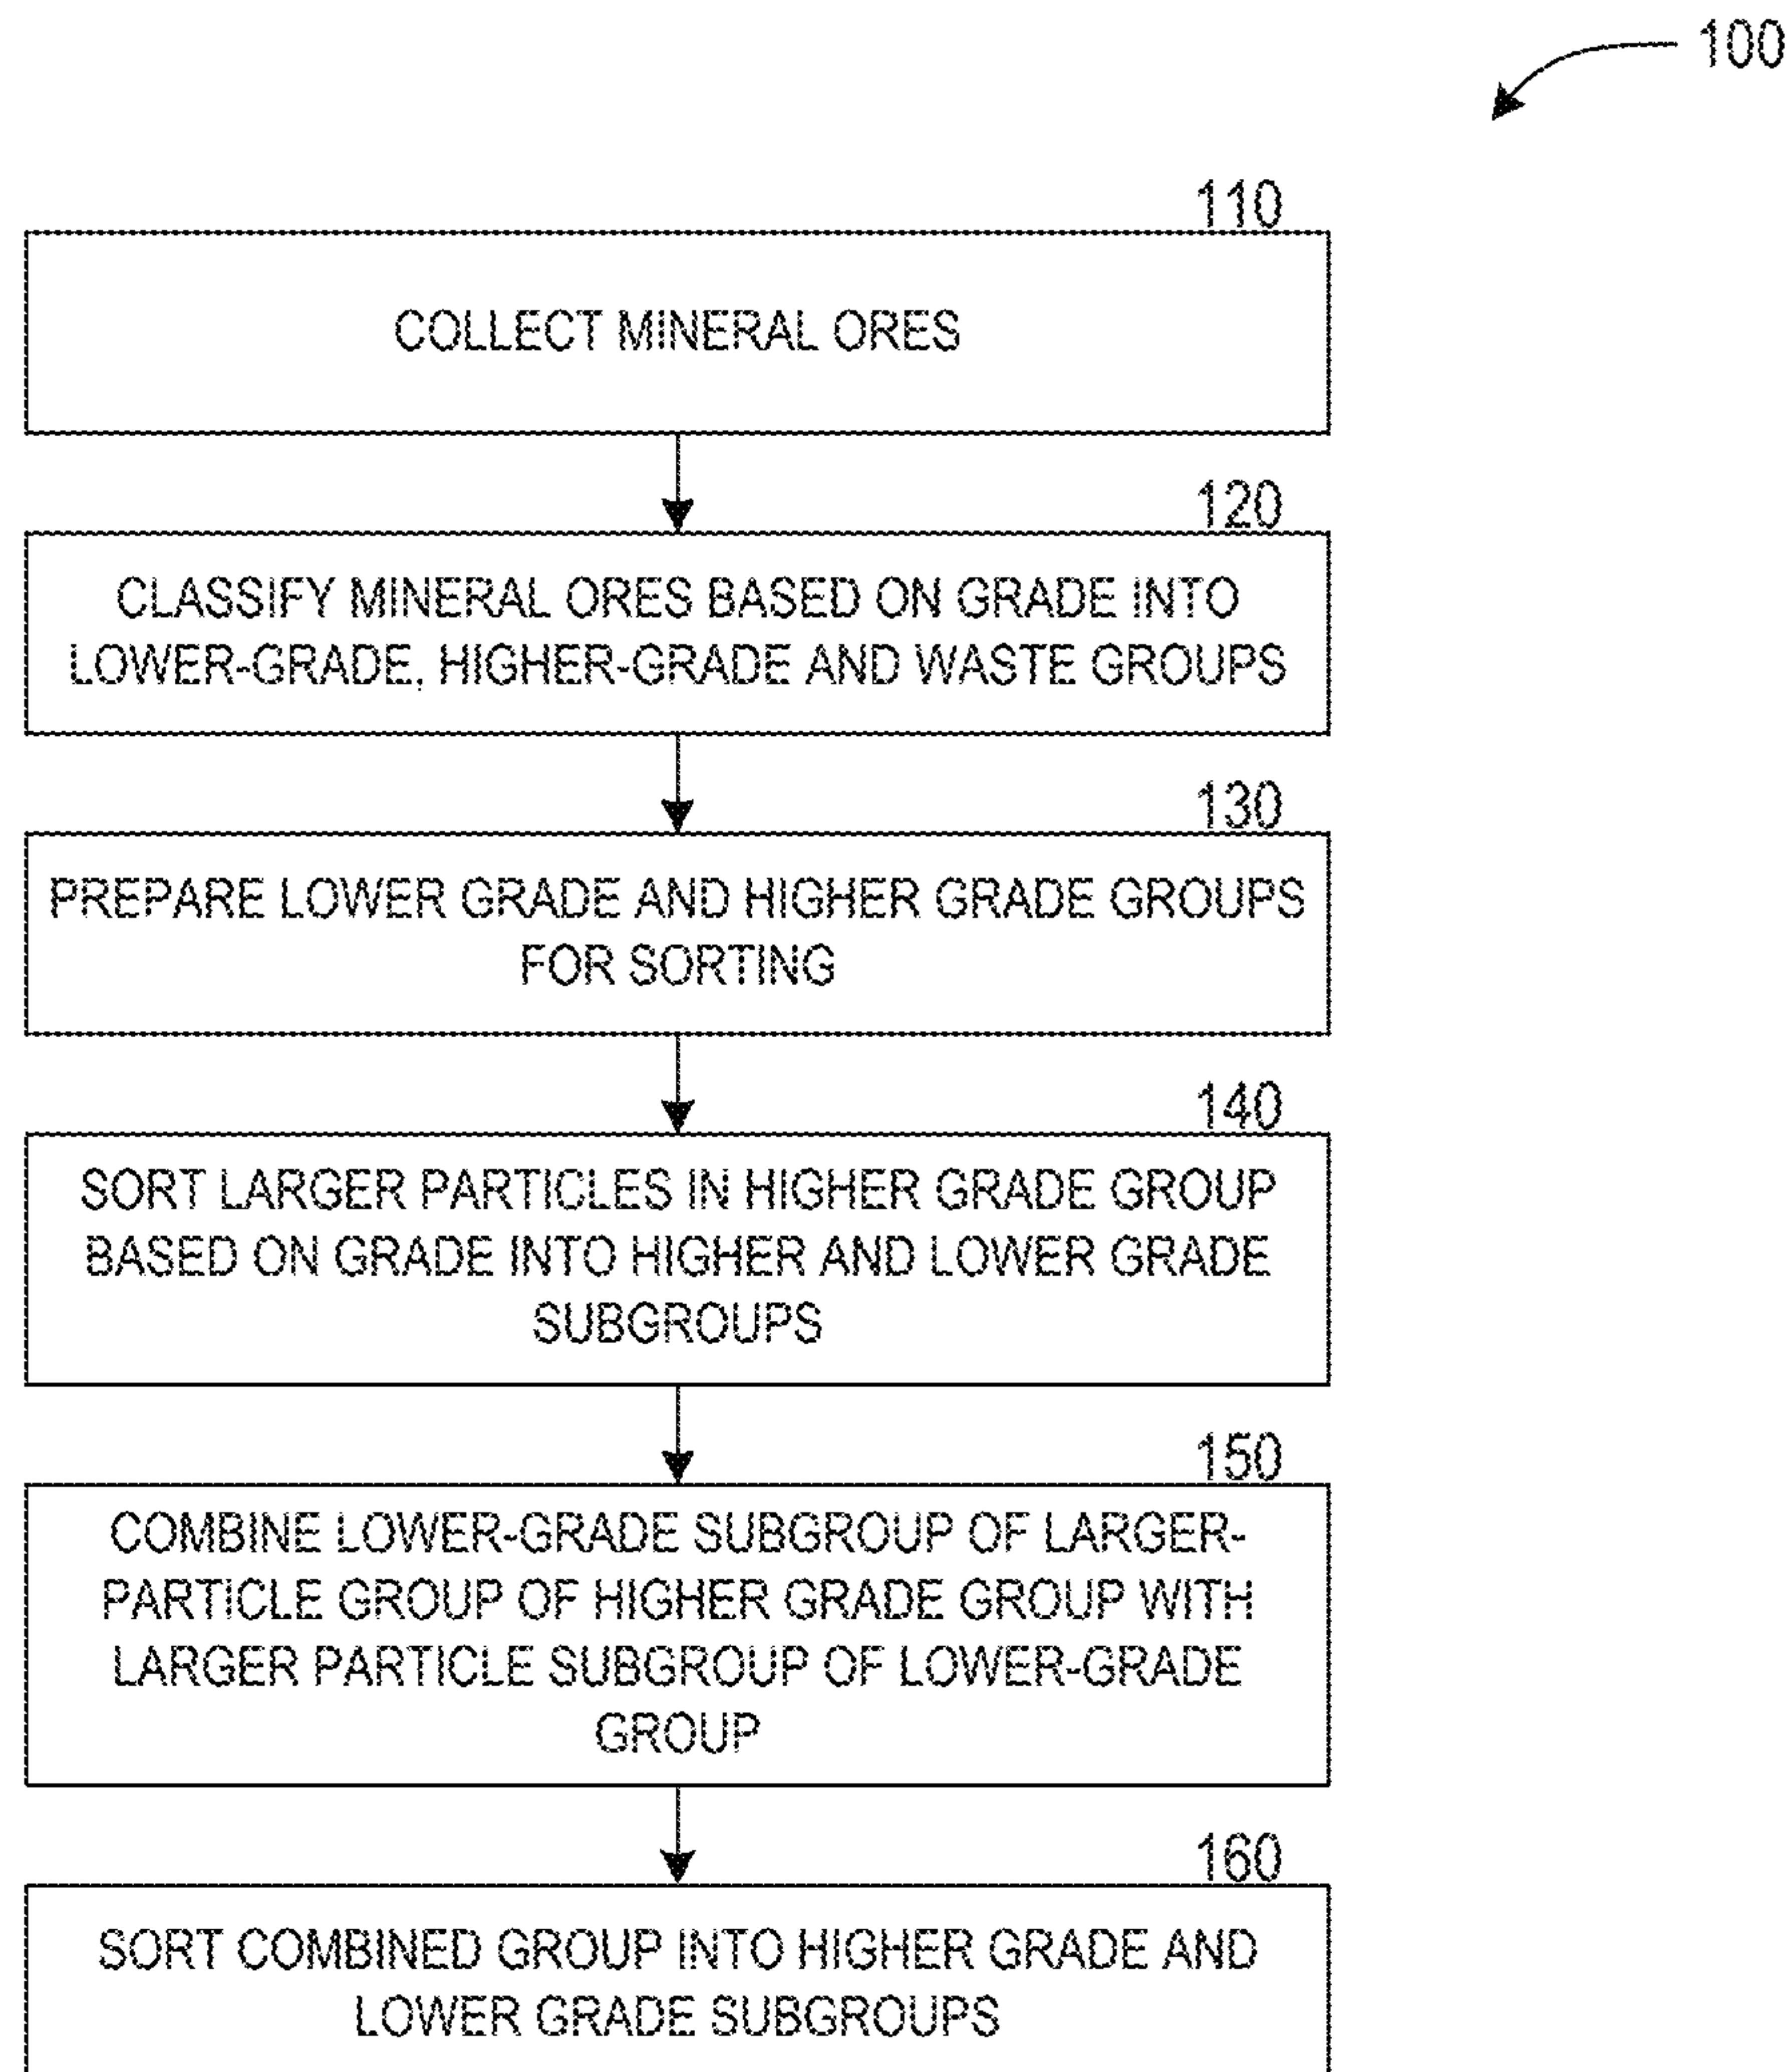 100
110
COLLECT MINERAL ORES
120
CLASSIFY MINERAL ORES BASED ON GRADE INTO
LOWER-GRADE, HIGHER-GRADE AND WASTE GROUPS
130
PREPARE LOWER GRADE AND HIGHER GRADE GROUPS
FOR SORTING
140
SORT LARGER PARTICLES IN HIGHER GRADE GROUP
BASED ON GRADE INTO HIGHER AND LOWER GRADE
SUBGROUPS
150
COMBINE LOWER-GRADE SUBGROUP OF LARGER-
PARTICLE GROUP OF HIGHER GRADE GROUP WITH
LARGER PARTICLE SUBGROUP OF LOWER-GRADE
GROUP
160
SORT COMBINED GROUP INTO HIGHER GRADE AND
LOWER GRADE SUBGROUPS